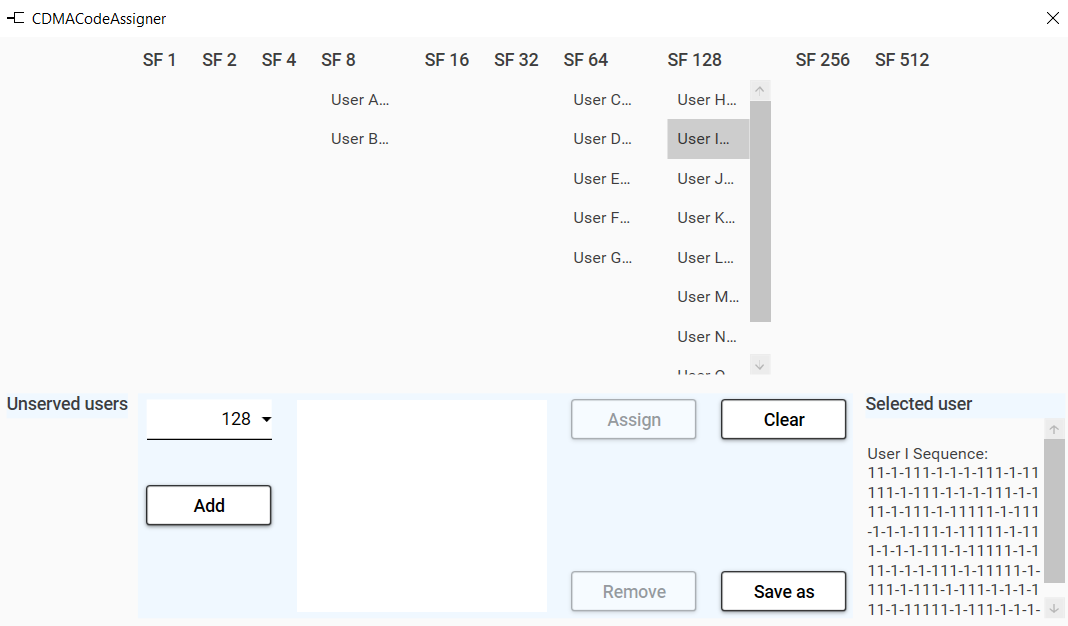 CDMACodeAssigner
SF 1 SF 2 SF 4 SF 8 SF 16 SF 32 SF 64 SF 128 SF 256 SF 512
User A... User C... User H...
User B... User D... User I...
User E... User J...
User F... User K...
User G... User L...
User M...
User N...
Unserved users
128
Add
Assign
Clear
Remove
Save as
Selected user
User I Sequence:
11-1-111-1-1-1-111-1-11
111-1-111-1-1-1-111-1-1
11-1-111-1-11111-1-111
-1-1-1-111-1-11111-1-11
1-1-1-1-111-1-11111-1-1
11-1-1-1-111-1-11111-1-
111-1-111-1-111-1-1-1-1
11-1-11111-1-111-1-1-1-